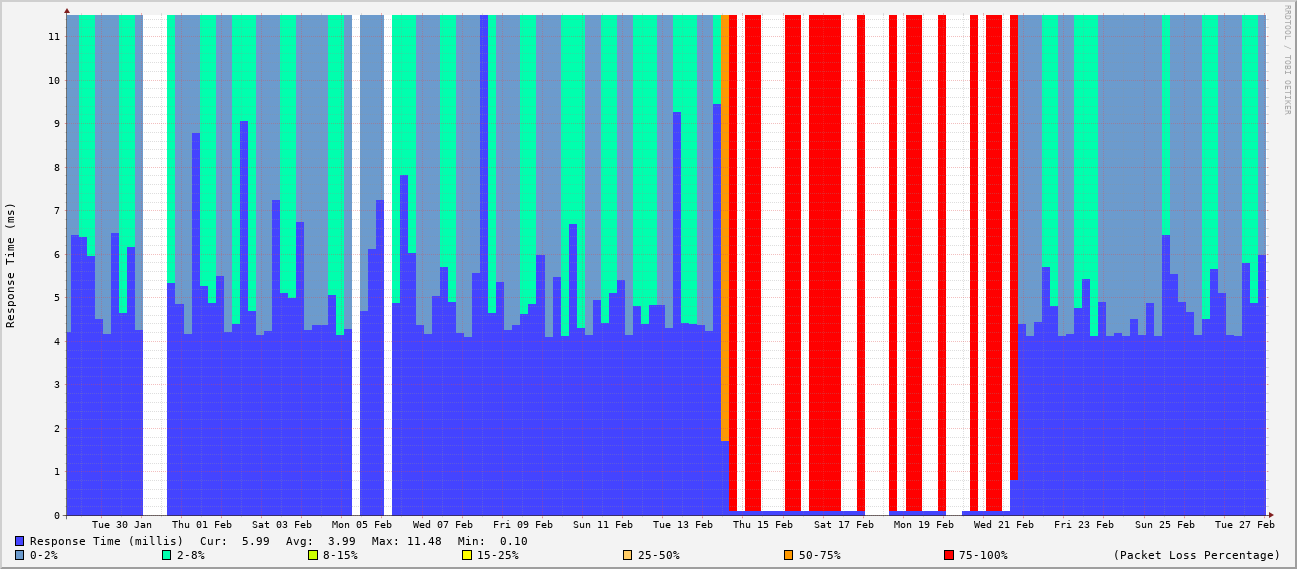 RRDTOOL / TOBI OETIKER
Response Time (ms)
11
10
9
8
7
6
5
4
3
2
1
0
Tue 30 Jan Thu 01 Feb Sat 03 Feb Mon 05 Feb Wed 07 Feb Fri 09 Feb Sun 11 Feb Tue 13 Feb Thu 15 Feb Sat 17 Feb Mon 19 Feb Wed 21 Feb Fri 23 Feb Sun 25 Feb Tue 27 Feb
Response Time (millis) Cur: 5.99 Avg: 3.99 Max: 11.48 Min: 0.10
0-2% 2-8% 8-15% 15-25% 25-50% 50-75% 75-100% (Packet Loss Percentage)